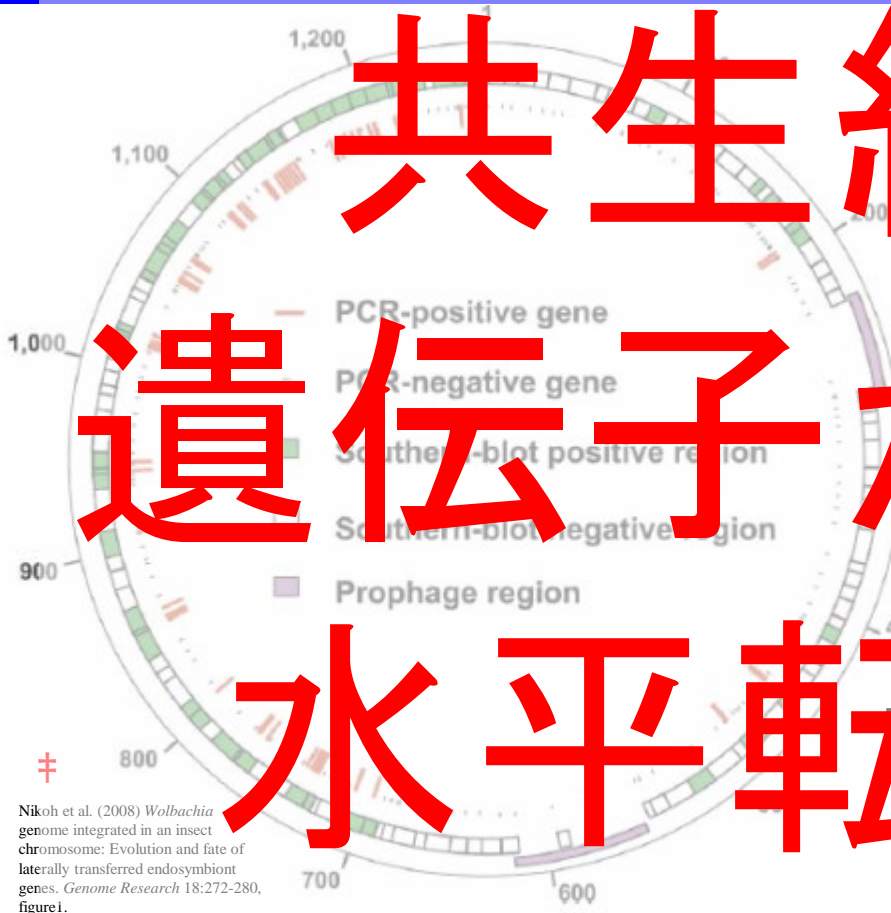 1
1,200
共生
1,100
200
PCR-positive gene
1,000
遺伝子
PCR-negative gene
Southern-blot positive region
Southern-blot negative region
900
Prophage region
水平転
800
‡
Nikoh et al. (2008) Wolbachia
genome integrated in an insect
chromosome: Evolution and fate of
laterally transferred endosymbiont
genes. Genome Research 18:272-280,
figure1.
700
600